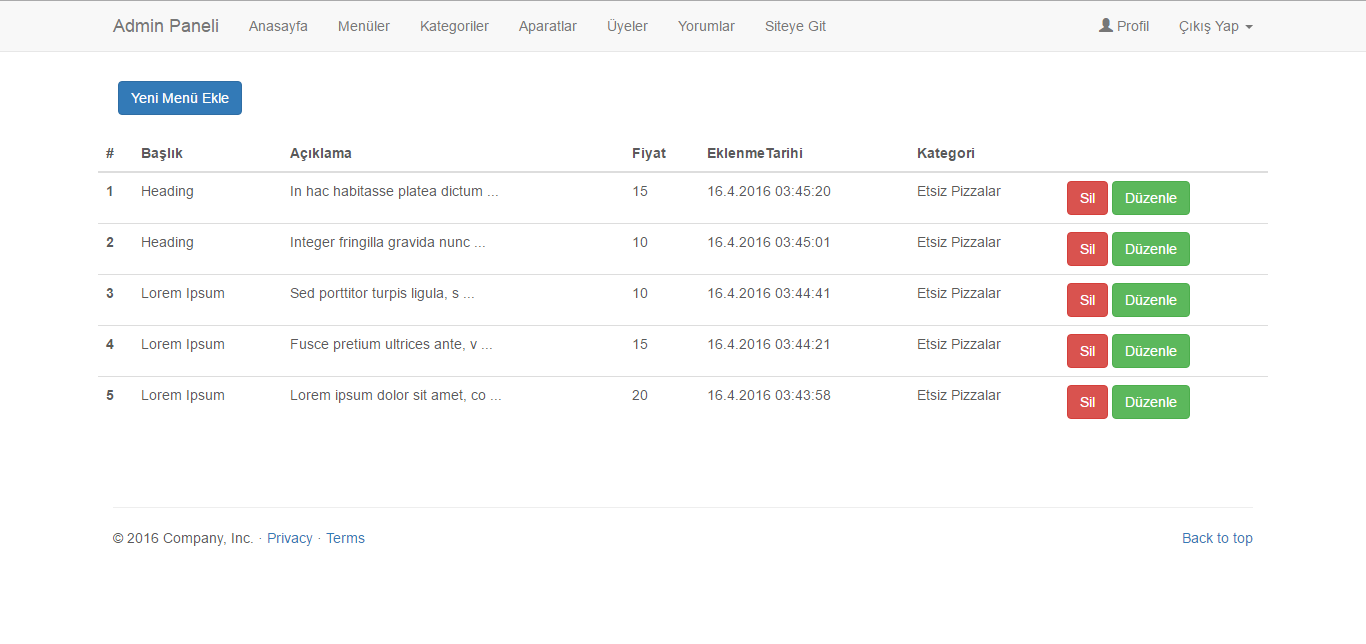 Admin Paneli Anasayfa Menüler Kategoriler Aparatlar Üyeler Yorumlar Siteye Git Profil Çıkış Yap
Yeni Menü Ekle
# Başlık Açıklama Fiyat EklenmeTarihi Kategori
1 Heading In hac habitasse platea dictum ... 15 16.4.2016 03:45:20 Etsiz Pizzalar Sil Düzenle
2 Heading Integer fringilla gravida nunc ... 10 16.4.2016 03:45:01 Etsiz Pizzalar Sil Düzenle
3 Lorem Ipsum Sed porttitor turpis ligula, s ... 10 16.4.2016 03:44:41 Etsiz Pizzalar Sil Düzenle
4 Lorem Ipsum Fusce pretium ultrices ante, v ... 15 16.4.2016 03:44:21 Etsiz Pizzalar Sil Düzenle
5 Lorem Ipsum Lorem ipsum dolor sit amet, co ... 20 16.4.2016 03:43:58 Etsiz Pizzalar Sil Düzenle
© 2016 Company, Inc. · Privacy · Terms Back to top